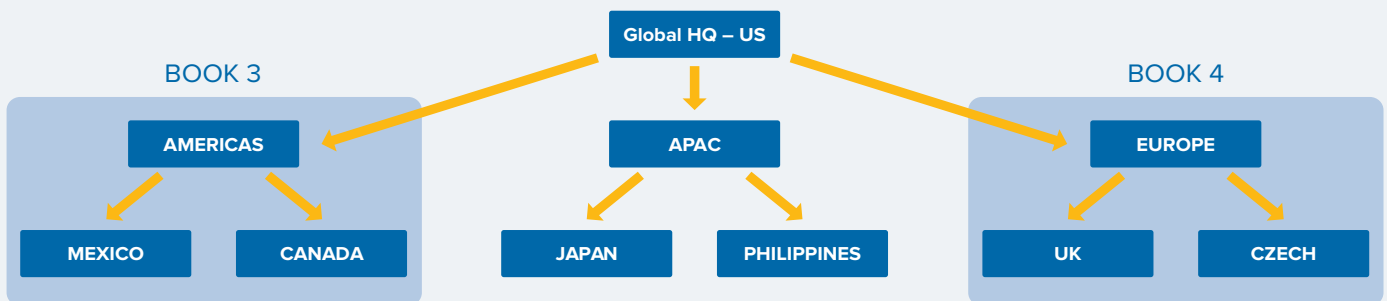 Global HQ – US
BOOK 3
BOOK 4
AMERICAS
APAC
EUROPE
MEXICO
CANADA
JAPAN
PHILIPPINES
UK
CZECH